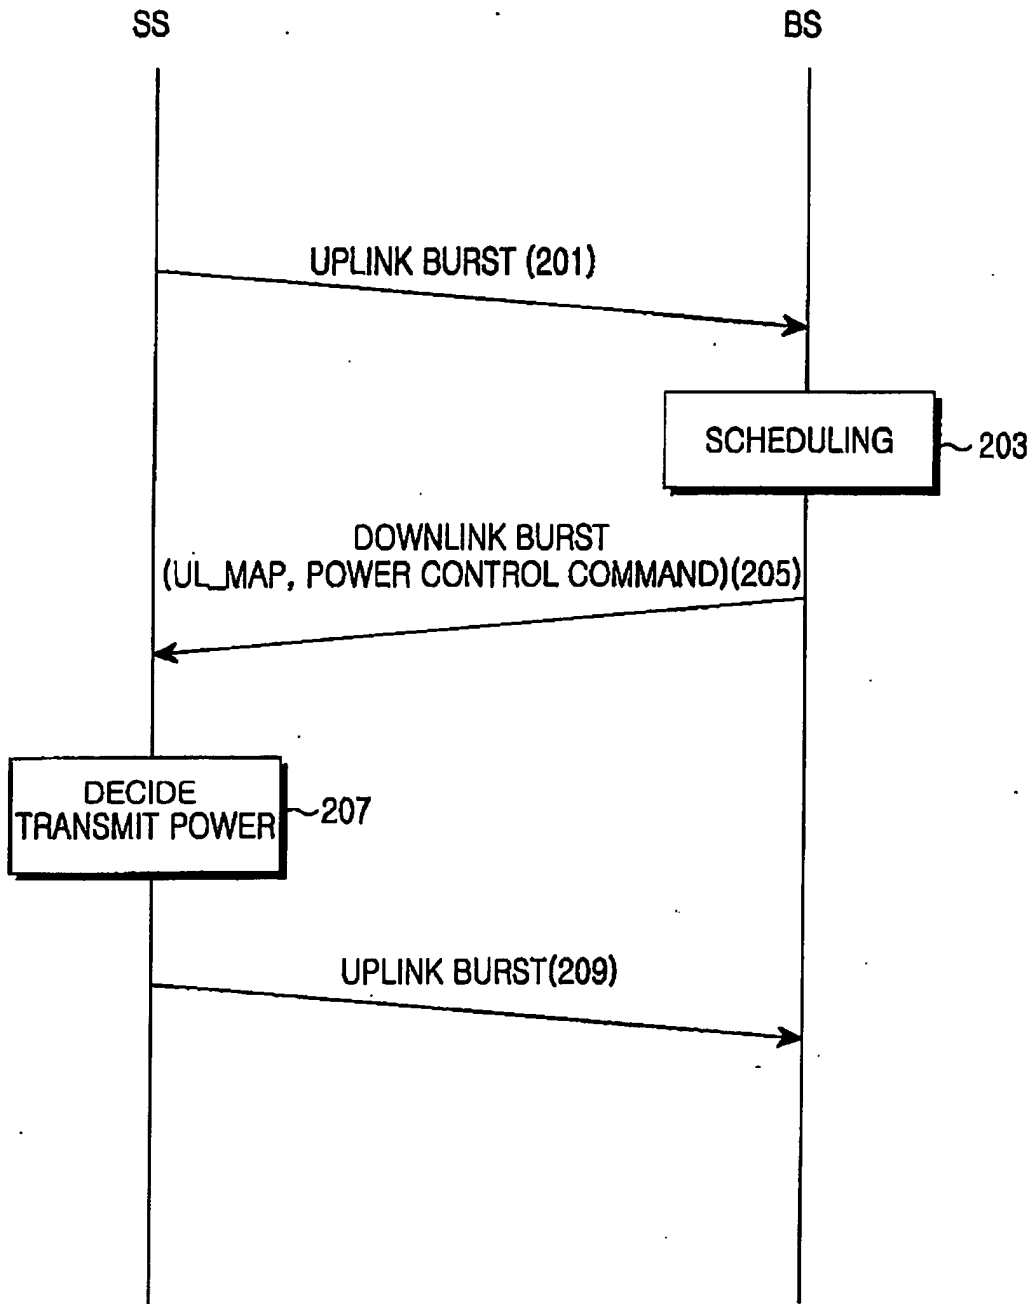 SS
BS
UPLINK BURST (201)
SCHEDULING
203
DOWNLINK BURST
(UL_MAP, POWER CONTROL COMMAND)(205)
DECIDE
TRANSMIT POWER
207
UPLINK BURST(209)